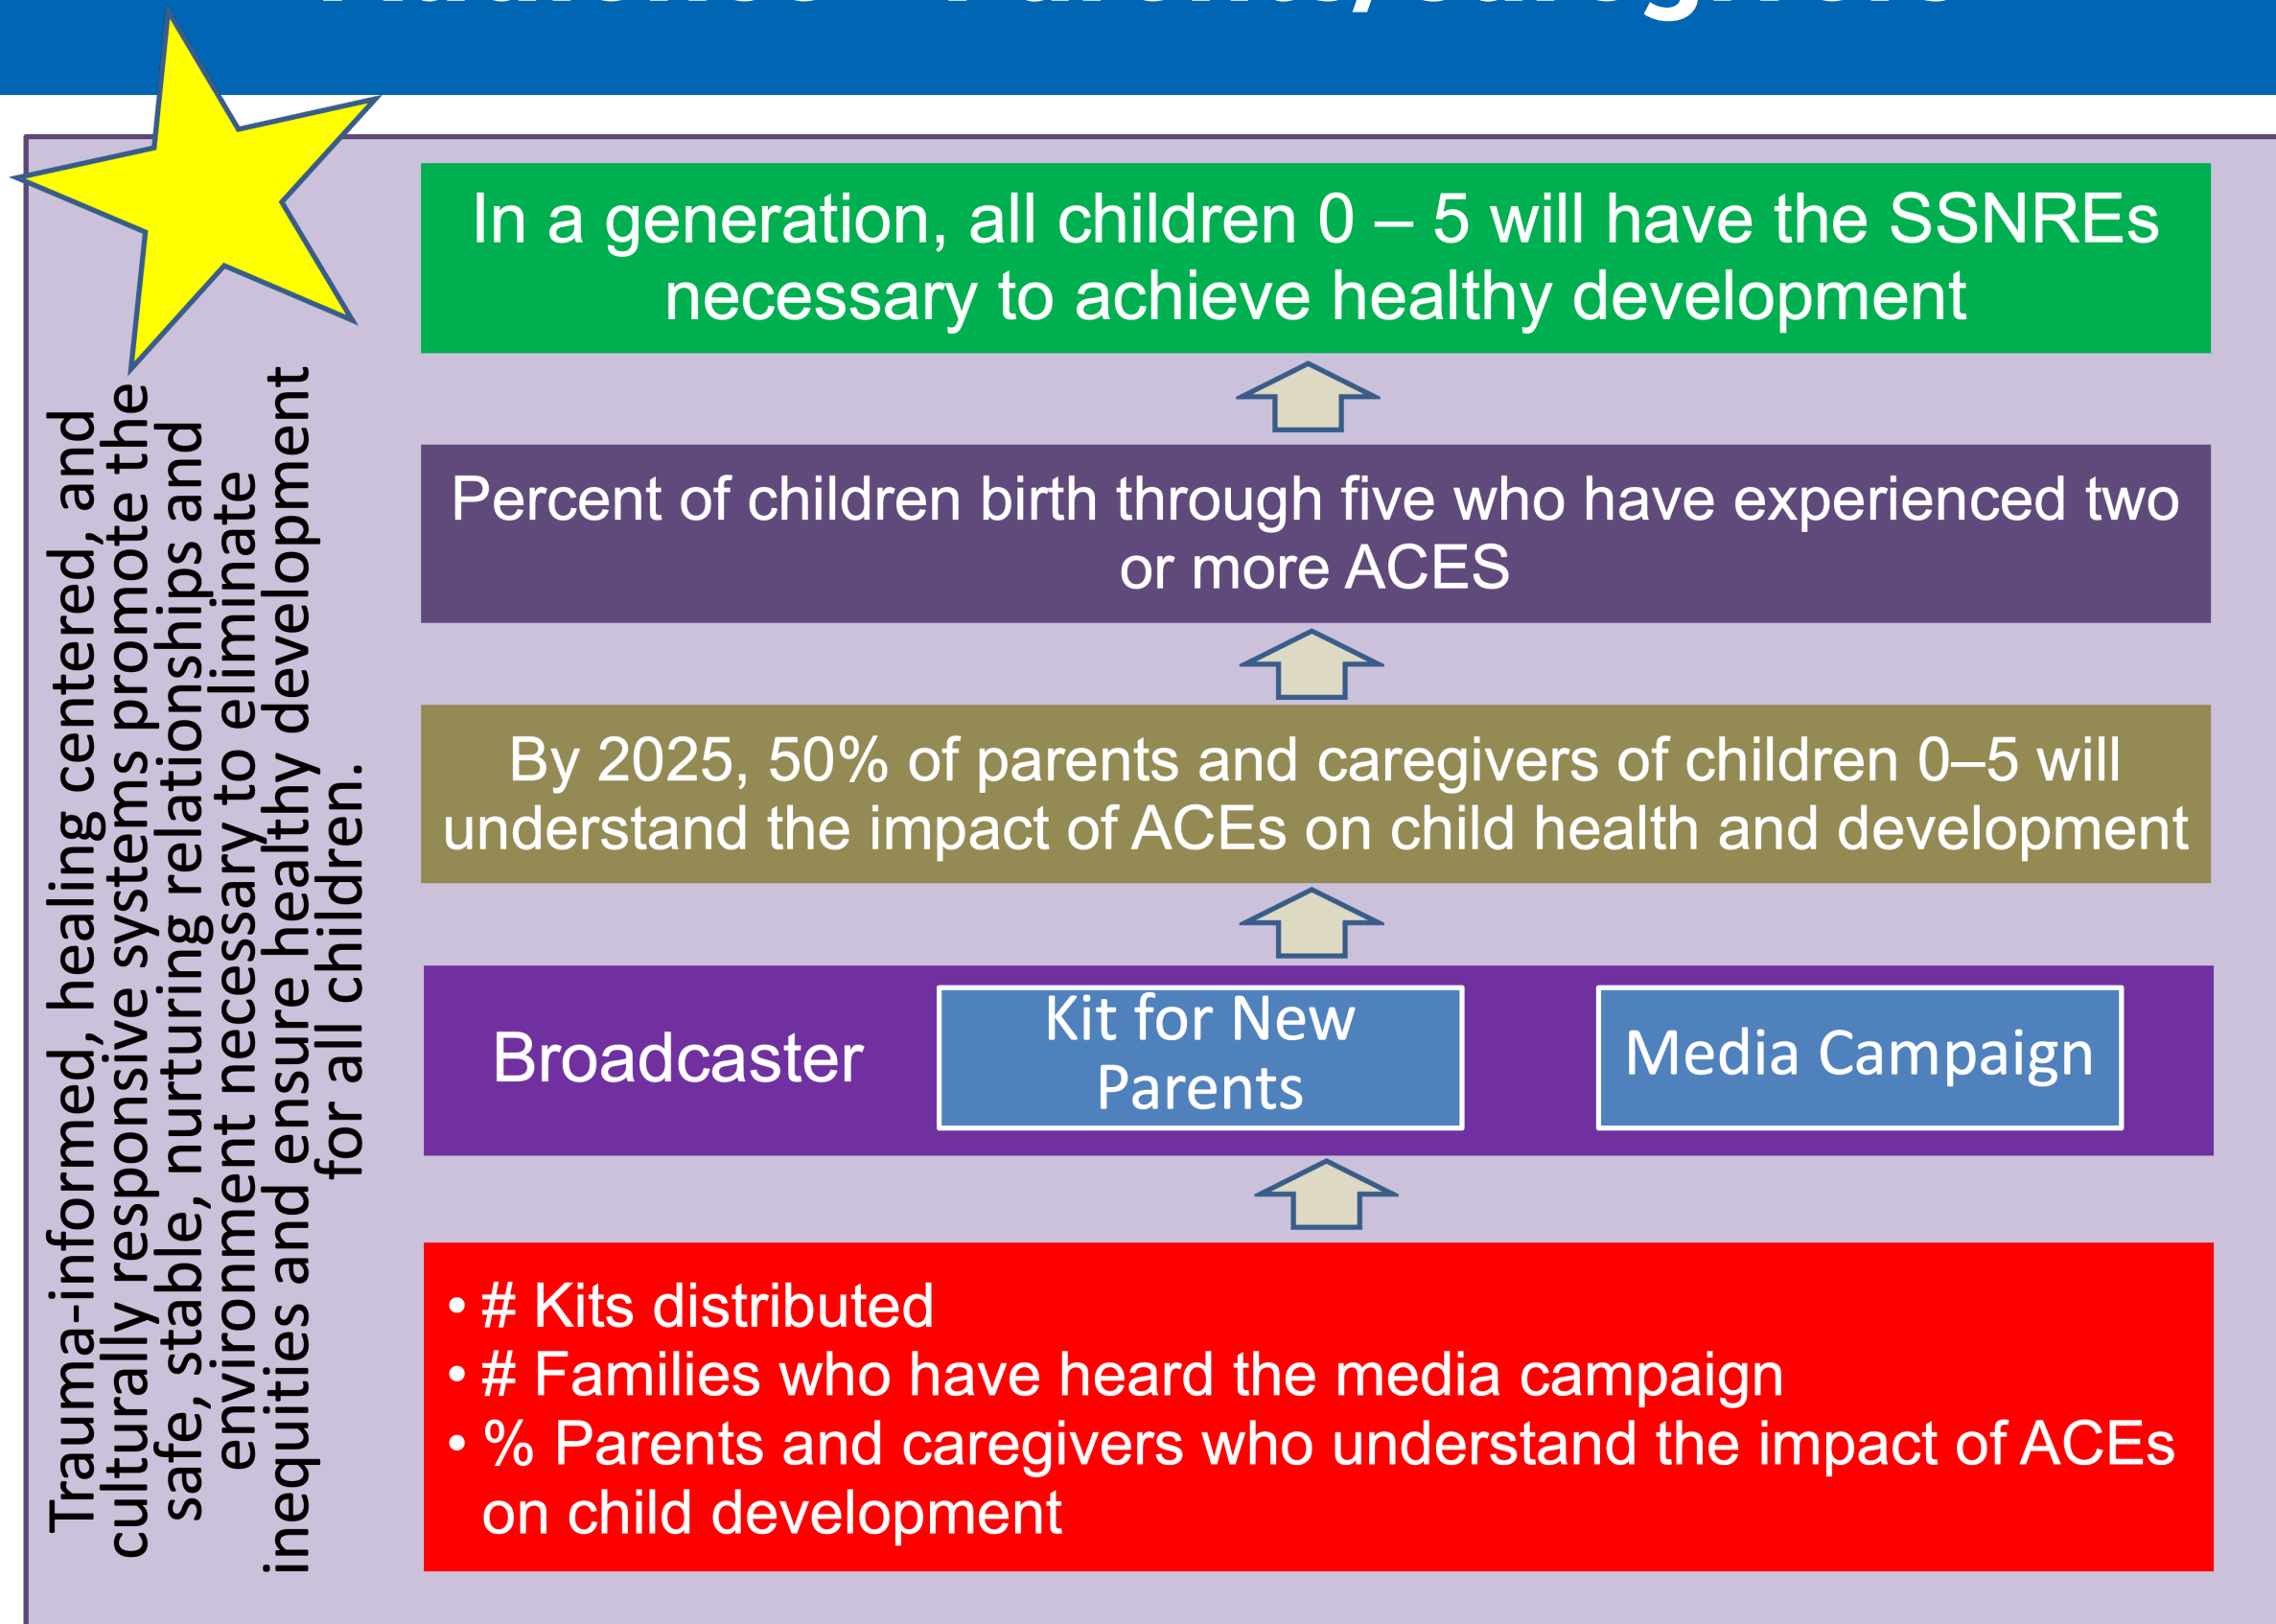 In a generation, all children 0 – 5 will have the SSNREs
necessary to achieve healthy development
Percent of children birth through five who have experienced two
or more ACES
By 2025, 50% of parents and caregivers of children 0–5 will
understand the impact of ACEs on child health and development
Broadcaster
Kit for New
Parents
Media Campaign
• # Kits distributed
• # Families who have heard the media campaign
• % Parents and caregivers who understand the impact of ACEs
on child development
Trauma-informed, healing centered, and
culturally responsive systems promote the
safe, stable, nurturing relationships and
environment necessary to eliminate
inequities and ensure healthy development
for all children.